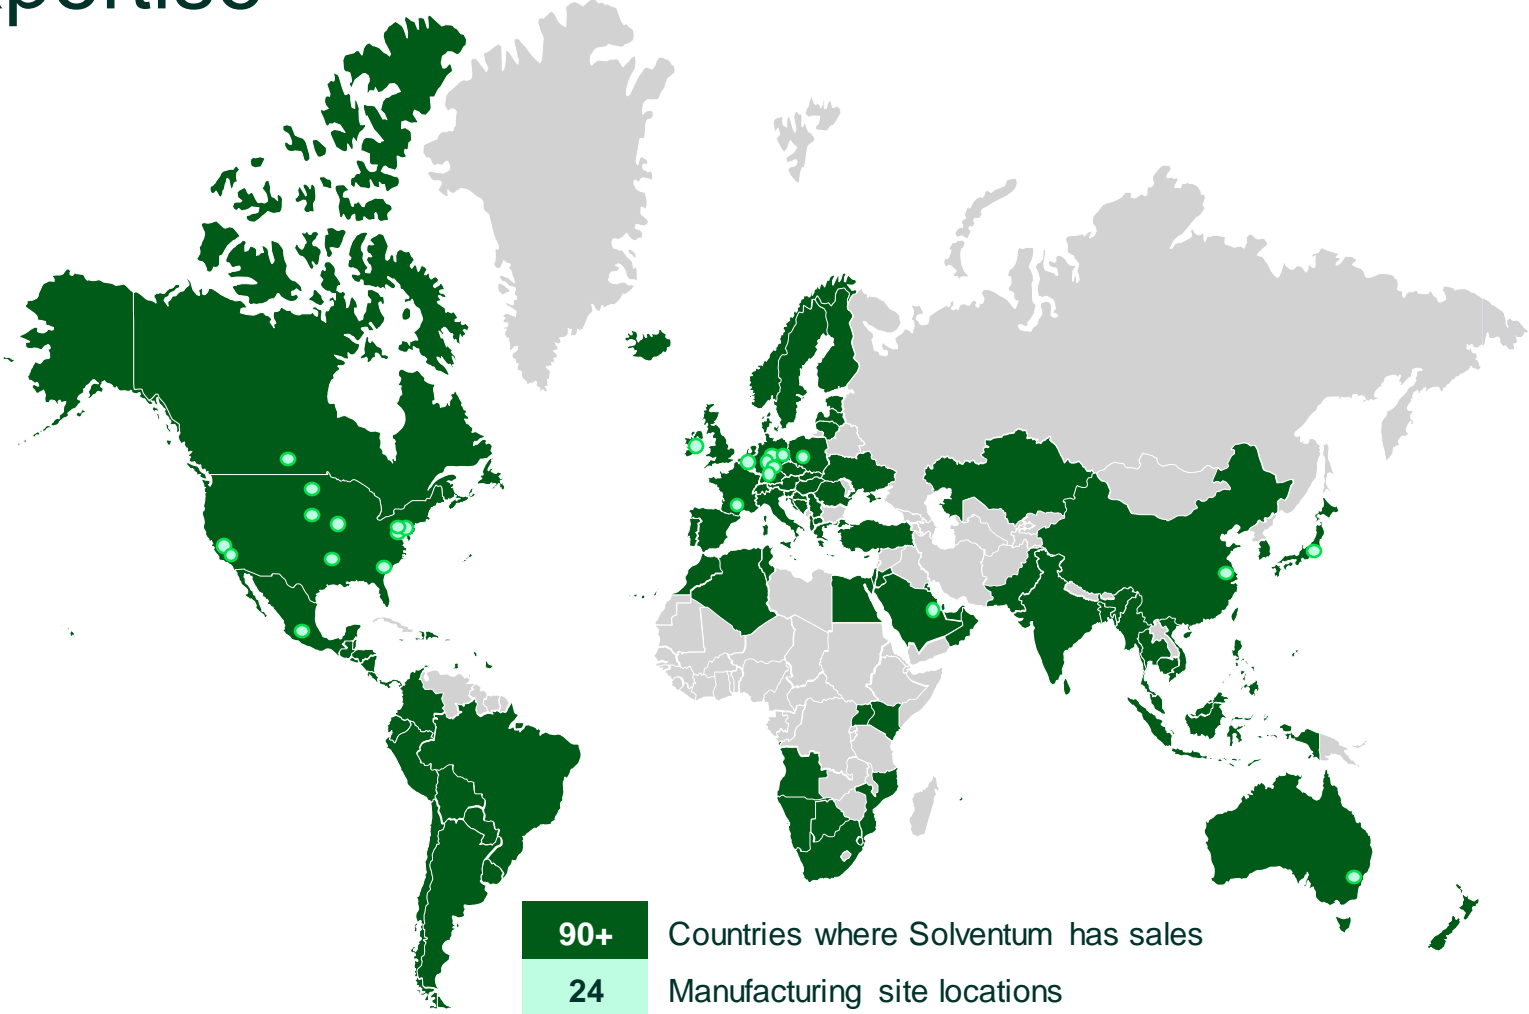 90+ Countries where Solventum has sales
24 Manufacturing site locations